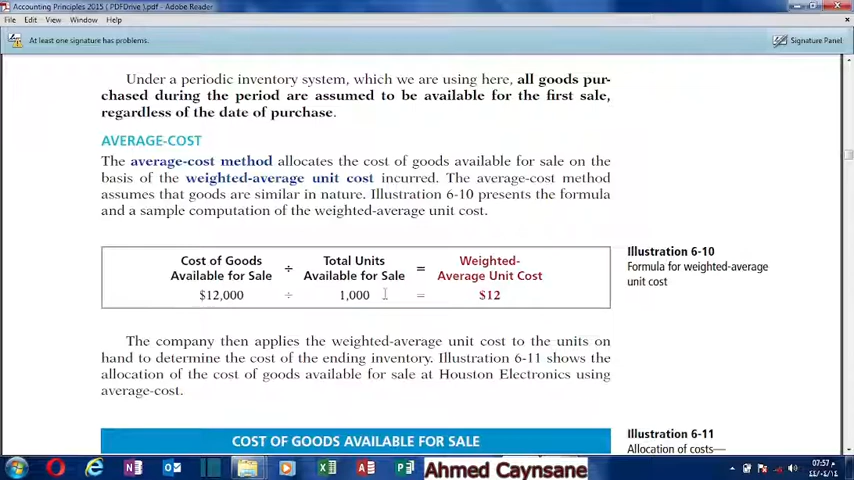 Accounting Principles 2015 ( PDFDrive ).pdf - Adobe Reader
File Edit View Window Help
At least one signature has problems.
Signature Panel
Under a periodic inventory system, which we are using here, all goods pur-
chased during the period are assumed to be available for the first sale,
regardless of the date of purchase.
AVERAGE-COST
The average-cost method allocates the cost of goods available for sale on the
basis of the weighted-average unit cost incurred. The average-cost method
assumes that goods are similar in nature. Illustration 6-10 presents the formula
and a sample computation of the weighted-average unit cost.
Cost of Goods Available for Sale ÷ Total Units Available for Sale = Weighted-Average Unit Cost
$12,000 ÷ 1,000 = $12
Illustration 6-10
Formula for weighted-average
unit cost
The company then applies the weighted-average unit cost to the units on
hand to determine the cost of the ending inventory. Illustration 6-11 shows the
allocation of the cost of goods available for sale at Houston Electronics using
average-cost.
COST OF GOODS AVAILABLE FOR SALE
Illustration 6-11
Allocation of costs—
Ahmed Caynsane
07:57 م